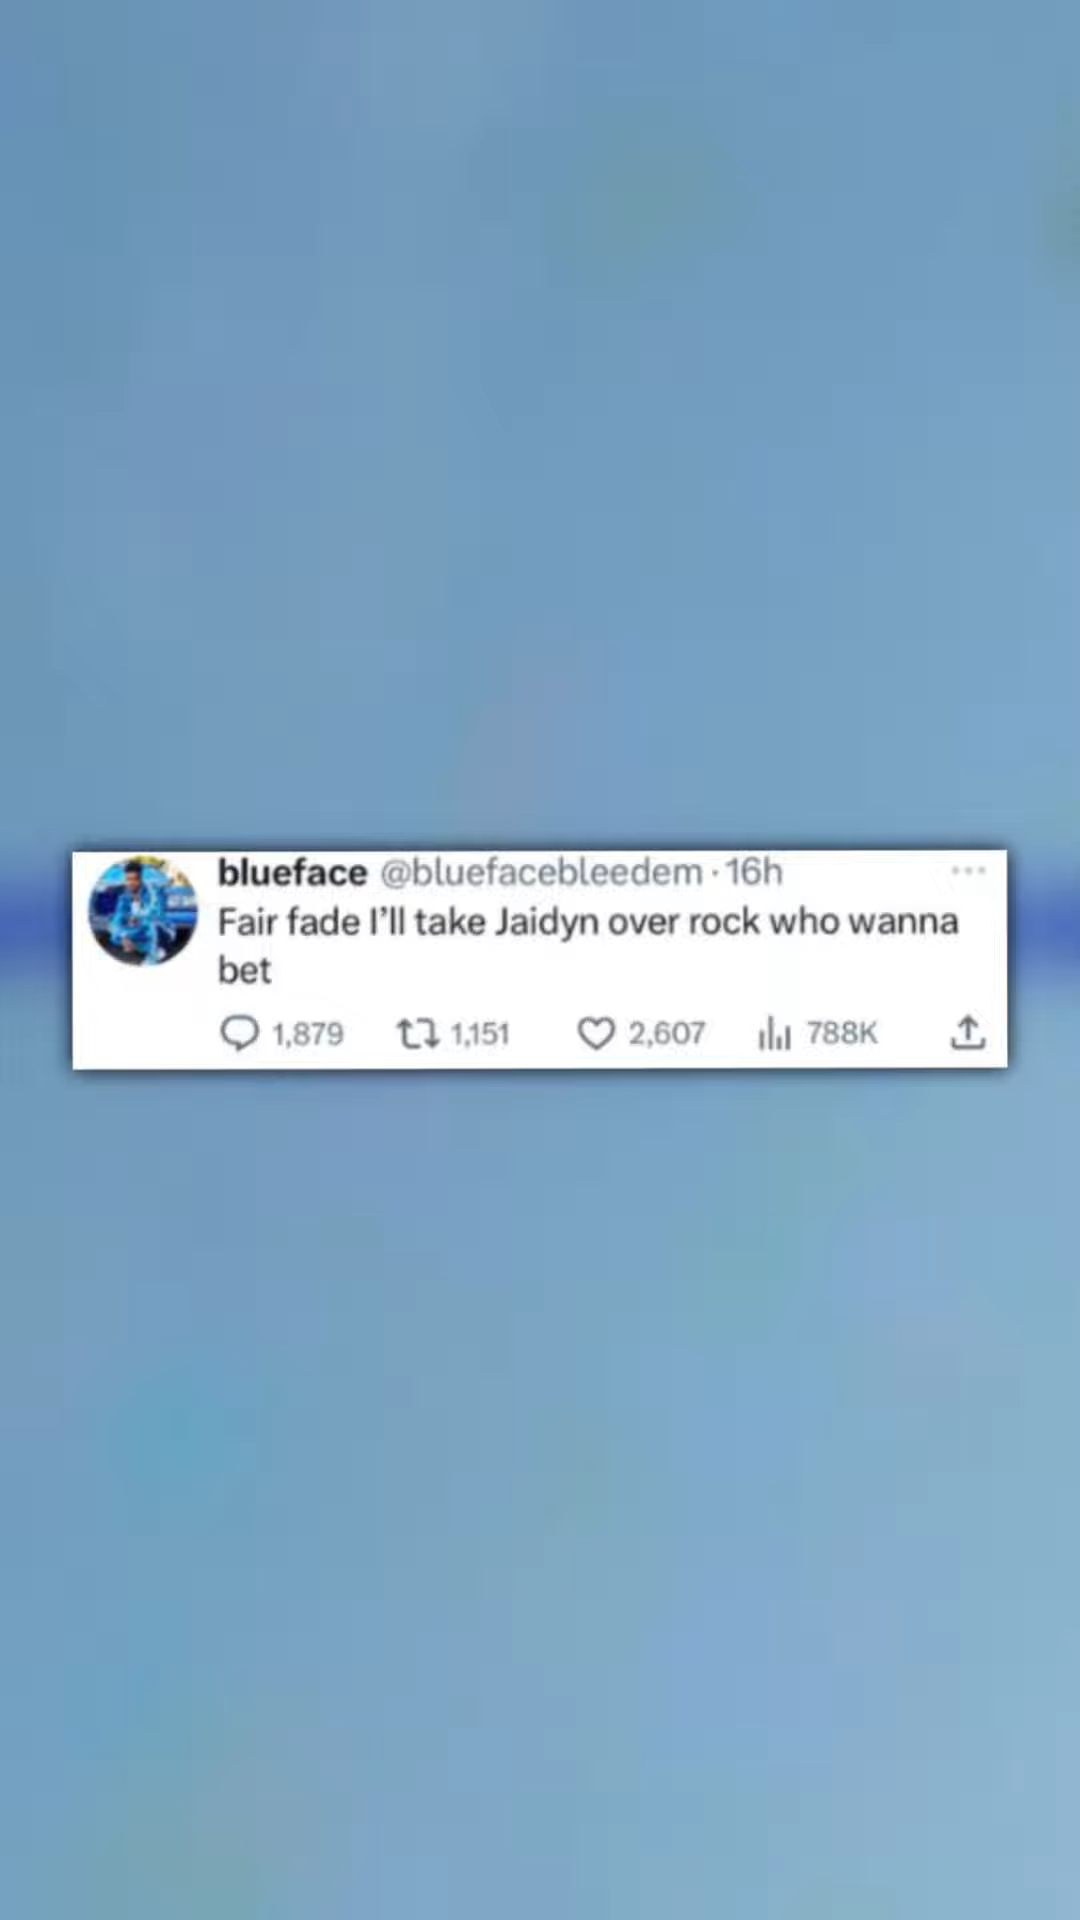 blueface @bluefacebleedem · 16h
Fair fade I’ll take Jaidyn over rock who wanna
bet
1,879 1,151 2,607 788K